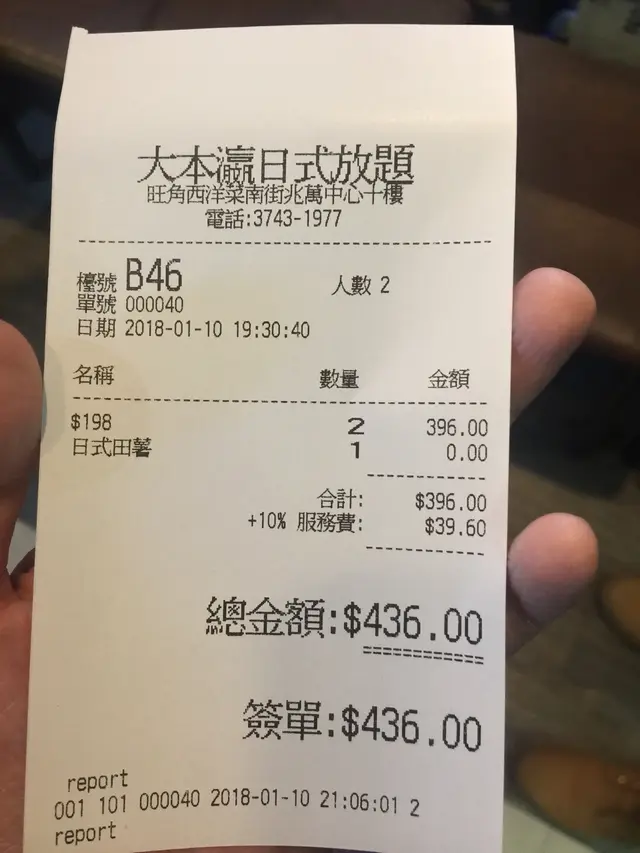 大本瀛日式放題
旺角西洋菜南街兆萬中心十樓
電話:3743-1977
檯號 B46 人數 2
單號 000040
日期 2018-01-10 19:30:40
名稱 數量 金額
$198 2 396.00
日式田薯 1 0.00
合計: $396.00
+10% 服務費: $39.60
總金額:$436.00
簽單:$436.00
report
001 101 000040 2018-01-10 21:06:01 2
report